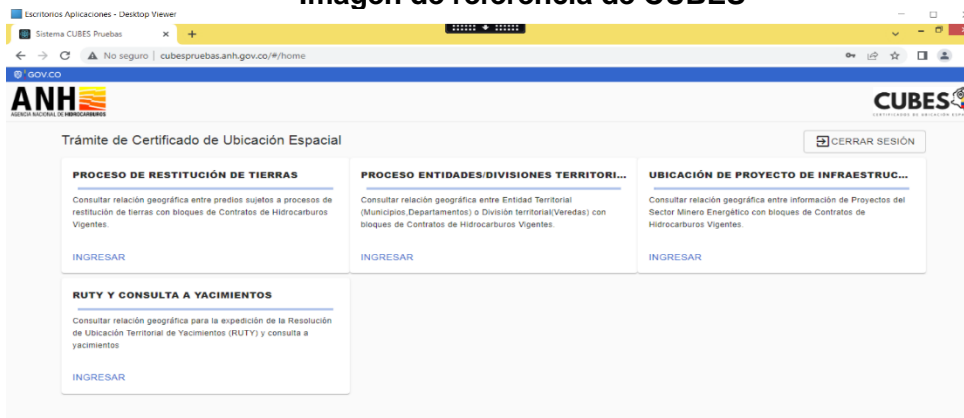 Imagen de referencia de CUBES
Escritorios Aplicaciones - Desktop Viewer
Sistema CUBES Pruebas
No seguro | cubespruebas.anh.gov.co/#/home
GOV.CO
ANH
AGENCIA NACIONAL DE HIDROCARBUROS
CUBES
Trámite de Certificado de Ubicación Espacial
CERRAR SESIÓN
PROCESO DE RESTITUCIÓN DE TIERRAS
Consultar relación geográfica entre predios sujetos a procesos de
restitución de tierras con bloques de Contratos de Hidrocarburos
Vigentes.
INGRESAR
PROCESO ENTIDADES/DIVISIONES TERRITORI...
Consultar relación geográfica entre Entidad Territorial
(Municipios,Departamentos) o División territorial(Veredas) con
bloques de Contratos de Hidrocarburos Vigentes.
INGRESAR
UBICACIÓN DE PROYECTO DE INFRAESTRUC...
Consultar relación geográfica entre información de Proyectos del
Sector Minero Energético con bloques de Contratos de
Hidrocarburos Vigentes.
INGRESAR
RUTY Y CONSULTA A YACIMIENTOS
Consultar relación geográfica para la expedición de la Resolución
de Ubicación Territorial de Yacimientos (RUTY) y consulta a
yacimientos
INGRESAR